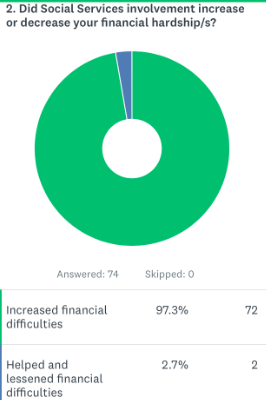 2. Did Social Services involvement increase
or decrease your financial hardship/s?
Answered: 74 Skipped: 0
Increased financial 97.3% 72
difficulties
Helped and 2.7% 2
lessened financial
difficulties